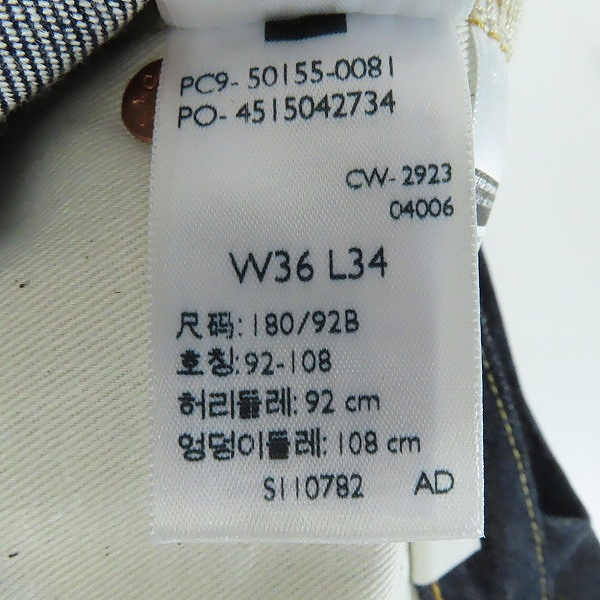 PC9- 50155-0081
PO- 4515042734
CW- 2923
04006
W36 L34
尺码: 180/92B
호칭: 92-108
허리둘레: 92 cm
엉덩이둘레: 108 cm
S110782 AD